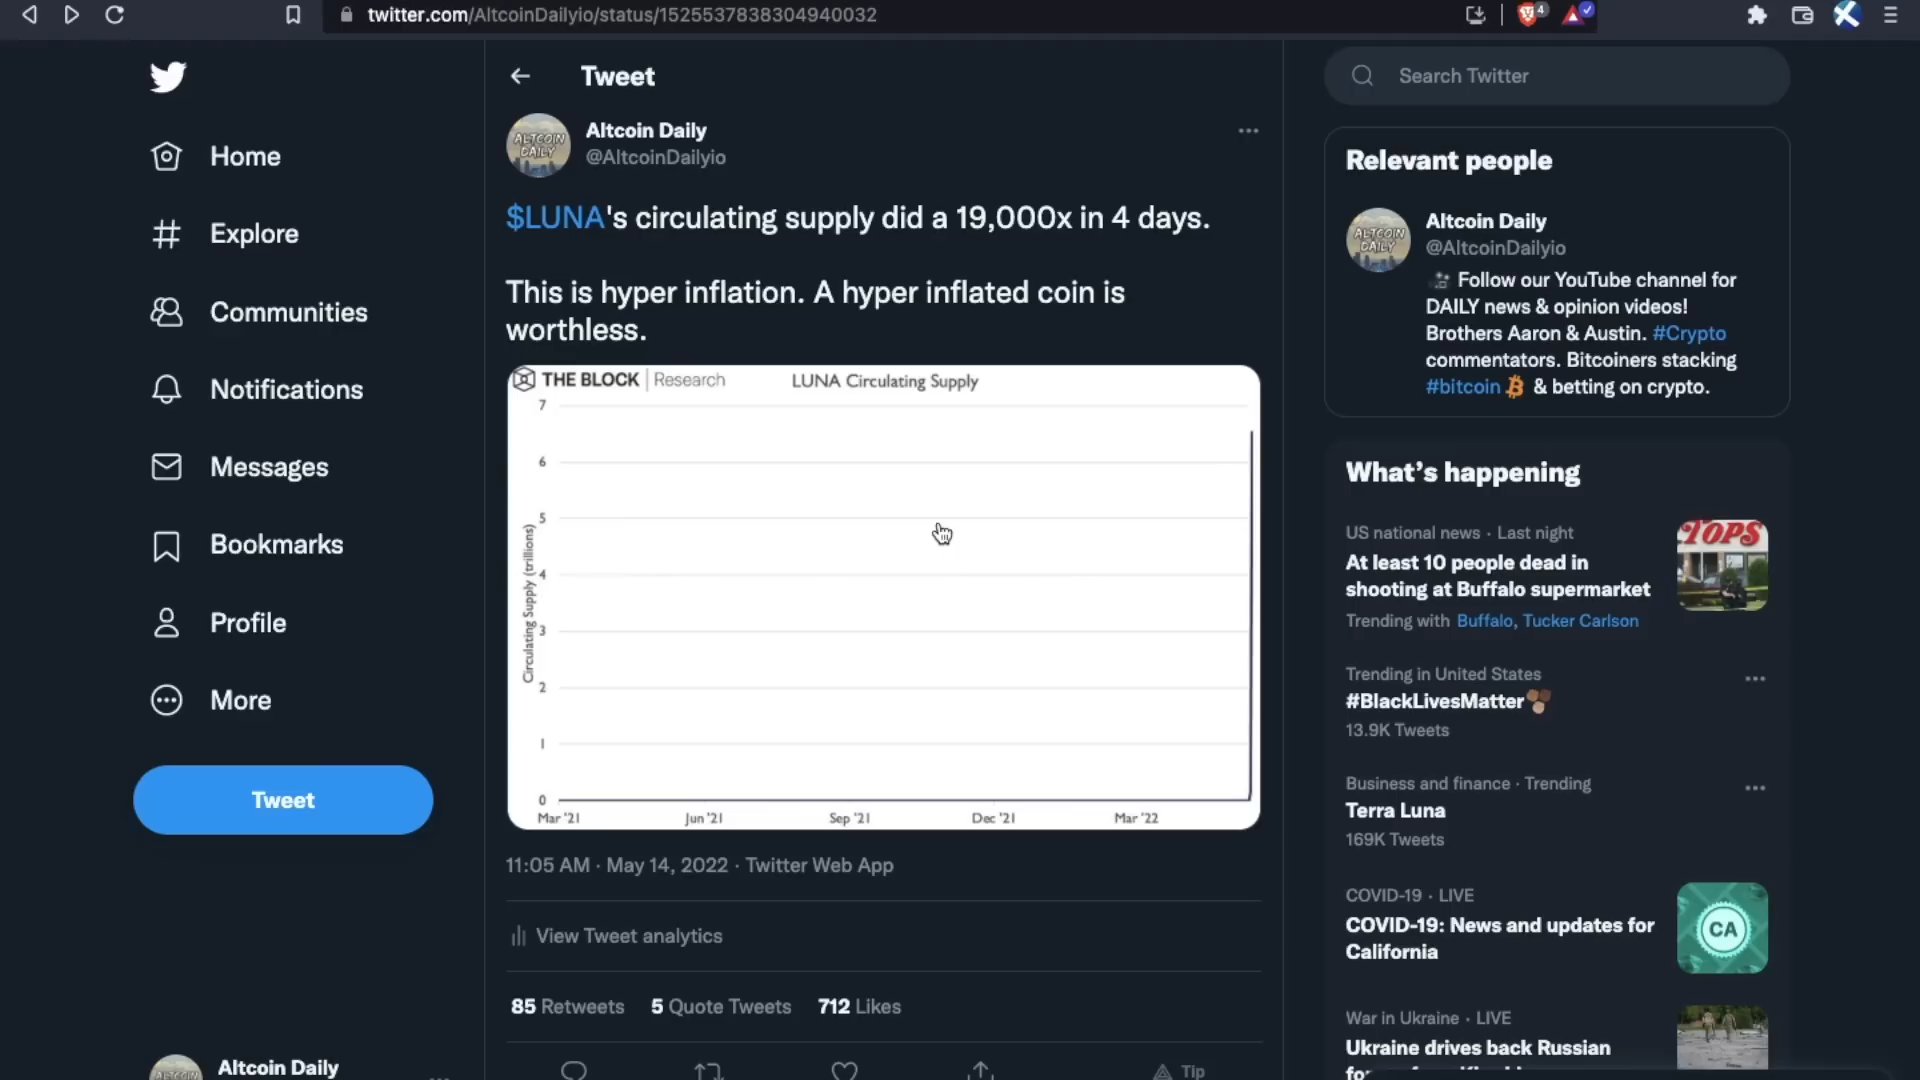 twitter.com/AltcoinDailyio/status/1525537838304940032
4
Home
Explore
Communities
Notifications
Messages
Bookmarks
Profile
More
Tweet
Altcoin Daily
Tweet
Altcoin Daily
@AltcoinDailyio
$LUNA's circulating supply did a 19,000x in 4 days.
This is hyper inflation. A hyper inflated coin is
worthless.
THE BLOCK | Research
LUNA Circulating Supply
Circulating Supply (trillions)
7
6
5
4
3
2
1
0
Mar '21
Jun '21
Sep '21
Dec '21
Mar '22
11:05 AM · May 14, 2022 · Twitter Web App
View Tweet analytics
85 Retweets 5 Quote Tweets 712 Likes
Tip
Search Twitter
Relevant people
ALTCOIN
DAILY
Altcoin Daily
@AltcoinDailyio
Follow our YouTube channel for
DAILY news & opinion videos!
Brothers Aaron & Austin. #Crypto
commentators. Bitcoiners stacking
#bitcoin & betting on crypto.
What's happening
US national news · Last night
At least 10 people dead in
shooting at Buffalo supermarket
Trending with Buffalo, Tucker Carlson
TOPS
Trending in United States
#BlackLivesMatter
13.9K Tweets
Business and finance · Trending
Terra Luna
169K Tweets
COVID-19 · LIVE
COVID-19: News and updates for
California
CA
War in Ukraine · LIVE
Ukraine drives back Russian